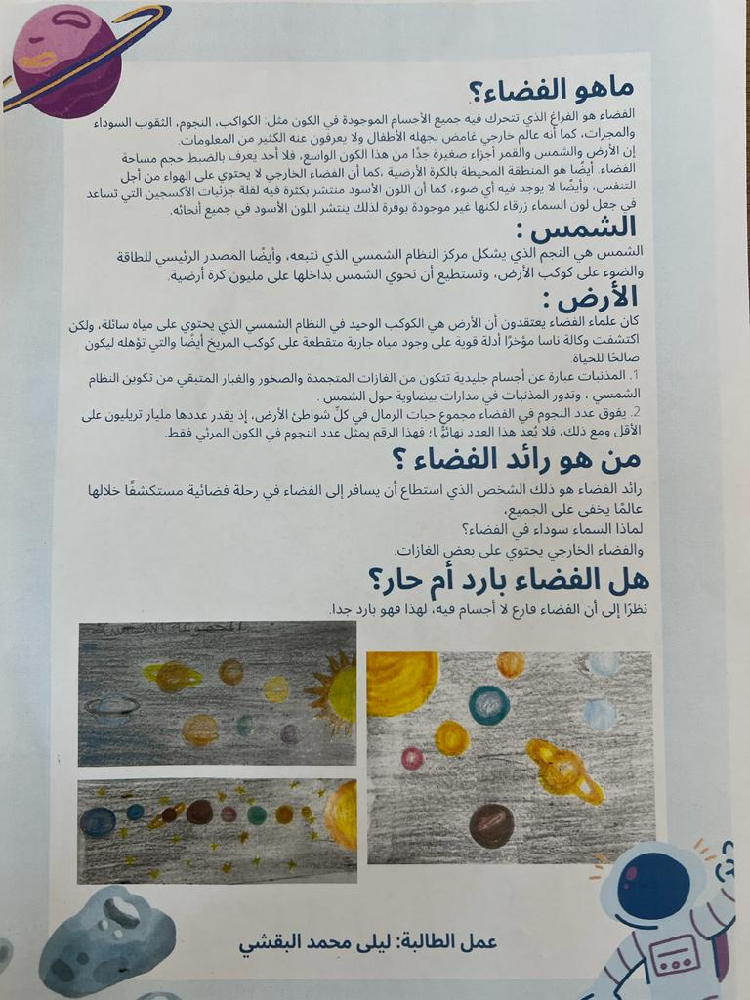 ماهو الفضاء؟
الفضاء هو الفراغ الذي تتحرك فيه جميع الأجسام الموجودة في الكون مثل: الكواكب، النجوم، الثقوب السوداء
والمجرات، كما أنه عالم خارجي غامض يجهله الأطفال ولا يعرفون عنه الكثير من المعلومات.
إن الأرض والشمس والقمر أجزاء صغيرة جدًا من هذا الكون الواسع، فلا أحد يعرف بالضبط حجم مساحة
الفضاء. أيضًا هو المنطقة المحيطة بالكرة الأرضية ،كما أن الفضاء الخارجي لا يحتوي على الهواء من أجل
التنفس، وأيضًا لا يوجد فيه أي ضوء، كما أن اللون الأسود منتشر بكثرة فيه لقلة جزئيات الأكسجين التي تساعد
في جعل لون السماء زرقاء لكنها غير موجودة بوفرة لذلك ينتشر اللون الأسود في جميع أنحائه.
الشمس :
الشمس هي النجم الذي يشكل مركز النظام الشمسي الذي نتبعه، وأيضًا المصدر الرئيسي للطاقة
والضوء على كوكب الأرض، وتستطيع أن تحوي الشمس بداخلها على مليون كرة أرضية.
الأرض :
كان علماء الفضاء يعتقدون أن الأرض هي الكوكب الوحيد في النظام الشمسي الذي يحتوي على مياه سائلة، ولكن
اكتشفت وكالة ناسا مؤخرًا أدلة قوية على وجود مياه جارية متقطعة على كوكب المريخ أيضًا والتي تؤهله ليكون
صالحًا للحياة.
1. المذنبات عبارة عن أجسام جليدية تتكون من الغازات المتجمدة والصخور والغبار المتبقي من تكوين النظام
الشمسي ، وتدور المذنبات في مدارات بيضاوية حول الشمس .
2. يفوق عدد النجوم في الفضاء مجموع حبات الرمال في كلّ شواطئ الأرض، إذ يقدر عددها مليار تريليون على
الأقل ومع ذلك، فلا يُعد هذا العدد نهائيًّا؛ فهذا الرقم يمثل عدد النجوم في الكون المرئي فقط.
من هو رائد الفضاء ؟
رائد الفضاء هو ذلك الشخص الذي استطاع أن يسافر إلى الفضاء في رحلة فضائية مستكشفًا خلالها
عالمًا يخفى على الجميع،
لماذا السماء سوداء في الفضاء؟
والفضاء الخارجي يحتوي على بعض الغازات.
هل الفضاء بارد أم حار؟
نظرًا إلى أن الفضاء فارغ لا أجسام فيه، لهذا فهو بارد جدا.
عمل الطالبة: ليلى محمد البقشي